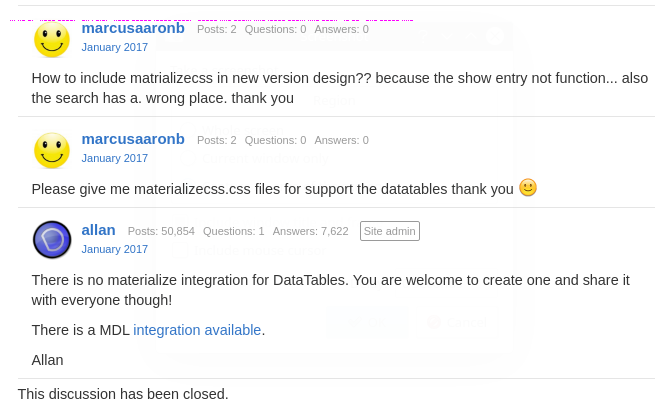 marcusaaronb Posts: 2 Questions: 0 Answers: 0
January 2017
How to include matrializecss in new version design?? because the show entry not function... also
the search has a. wrong place. thank you
marcusaaronb Posts: 2 Questions: 0 Answers: 0
January 2017
Please give me materializecss.css files for support the datatables thank you
allan Posts: 50,854 Questions: 1 Answers: 7,622 Site admin
January 2017
There is no materialize integration for DataTables. You are welcome to create one and share it
with everyone though!
There is a MDL integration available.
Allan
This discussion has been closed.